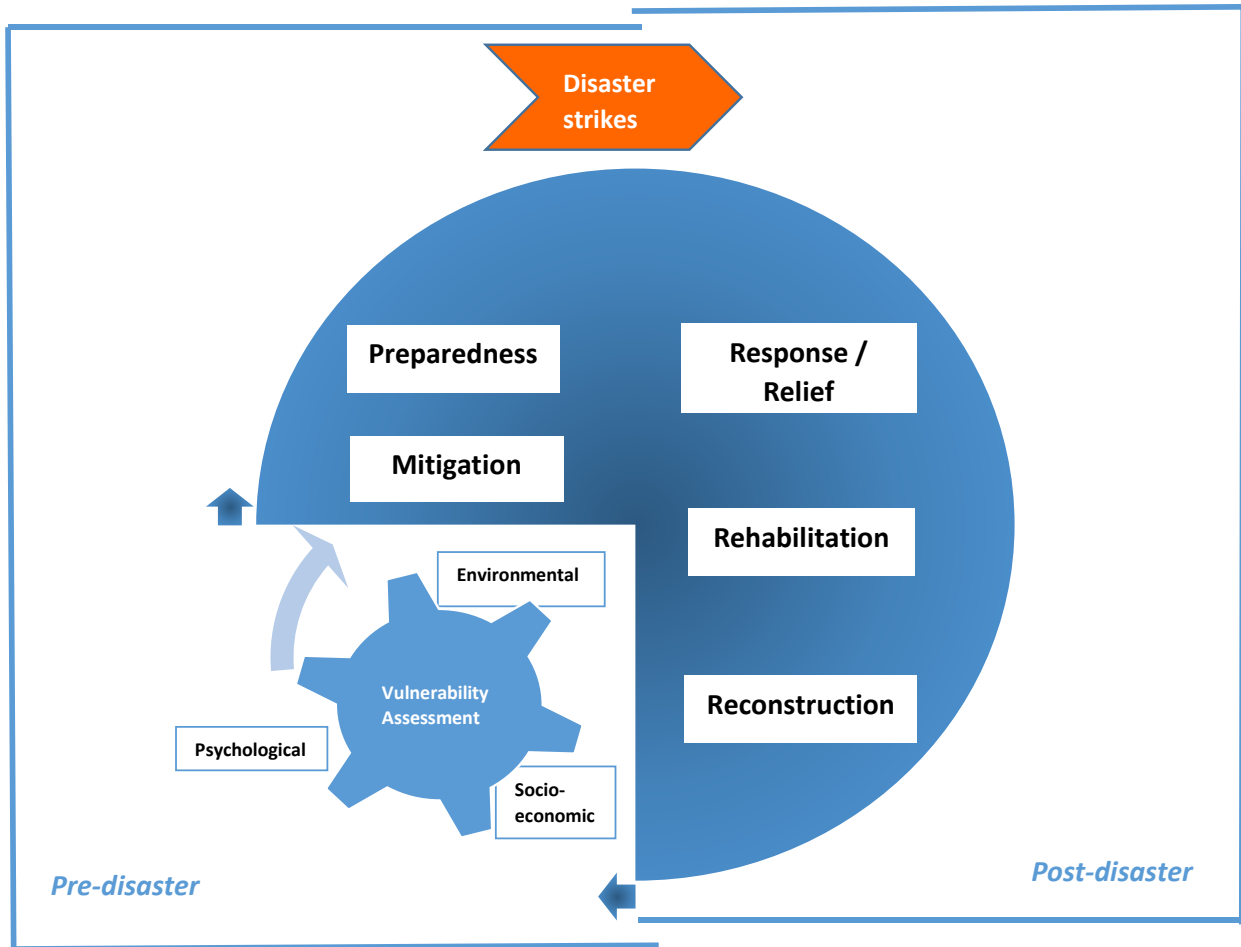 Disaster
strikes
Preparedness
Response /
Relief
Mitigation
Rehabilitation
Environmental
Vulnerability
Assessment
Reconstruction
Psychological
Socio-
economic
Pre-disaster
Post-disaster